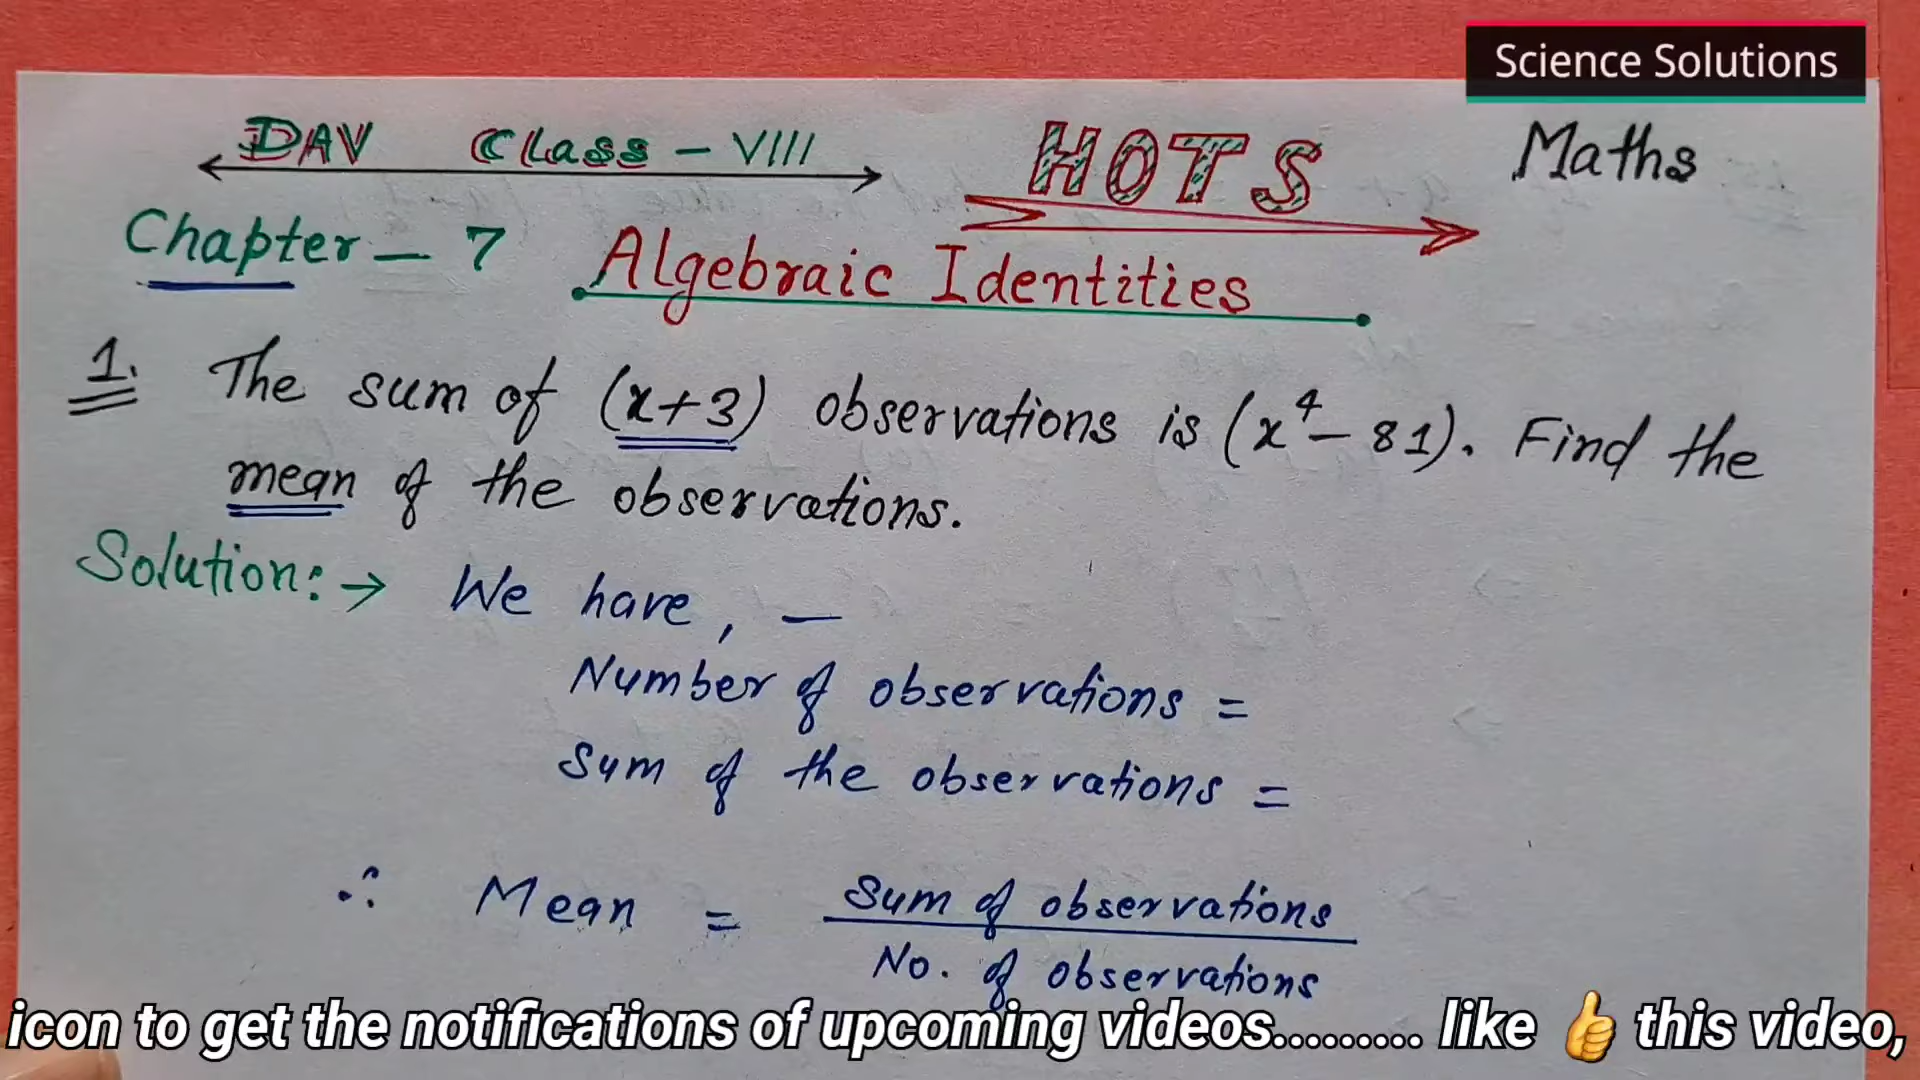 Science Solutions
DAV Class - VIII HOTS Maths
Chapter - 7 Algebraic Identities
1. The sum of (x+3) observations is (x⁴- 81). Find the
mean of the observations.
Solution:→ We have, —
Number of observations =
Sum of the observations =
∴ Mean = Sum of observations
No. of observations
icon to get the notifications of upcoming videos......... like 👍 this video,